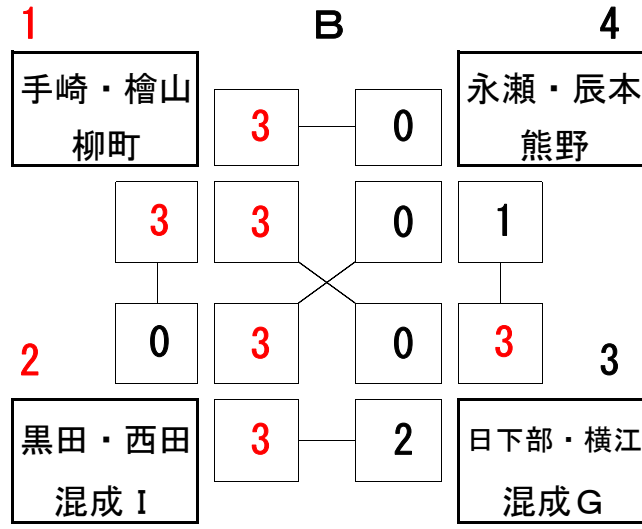 1 B 4
手崎・檜山 永瀬・辰本
柳町 3 0 熊野
3 3 0 1
0 3 0 3
2 3
黒田・西田 3 2 日下部・横江
混成Ｉ 混成Ｇ